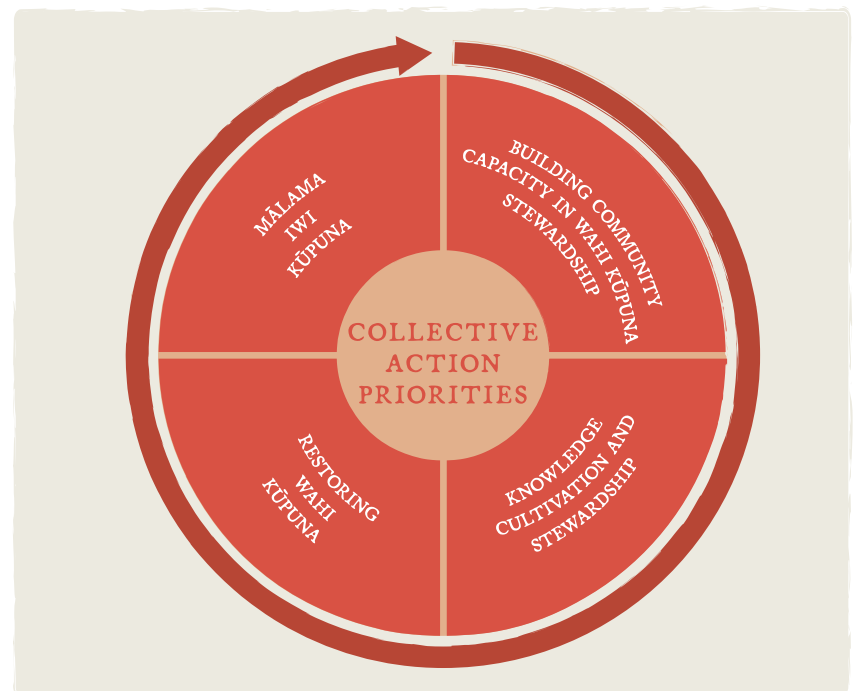 BUILDING COMMUNITY
CAPACITY IN WAHI KŪPUNA
STEWARDSHIP
KNOWLEDGE
CULTIVATION AND
STEWARDSHIP
RESTORING
WAHI
KŪPUNA
MĀLAMA
IWI
KŪPUNA
COLLECTIVE
ACTION
PRIORITIES